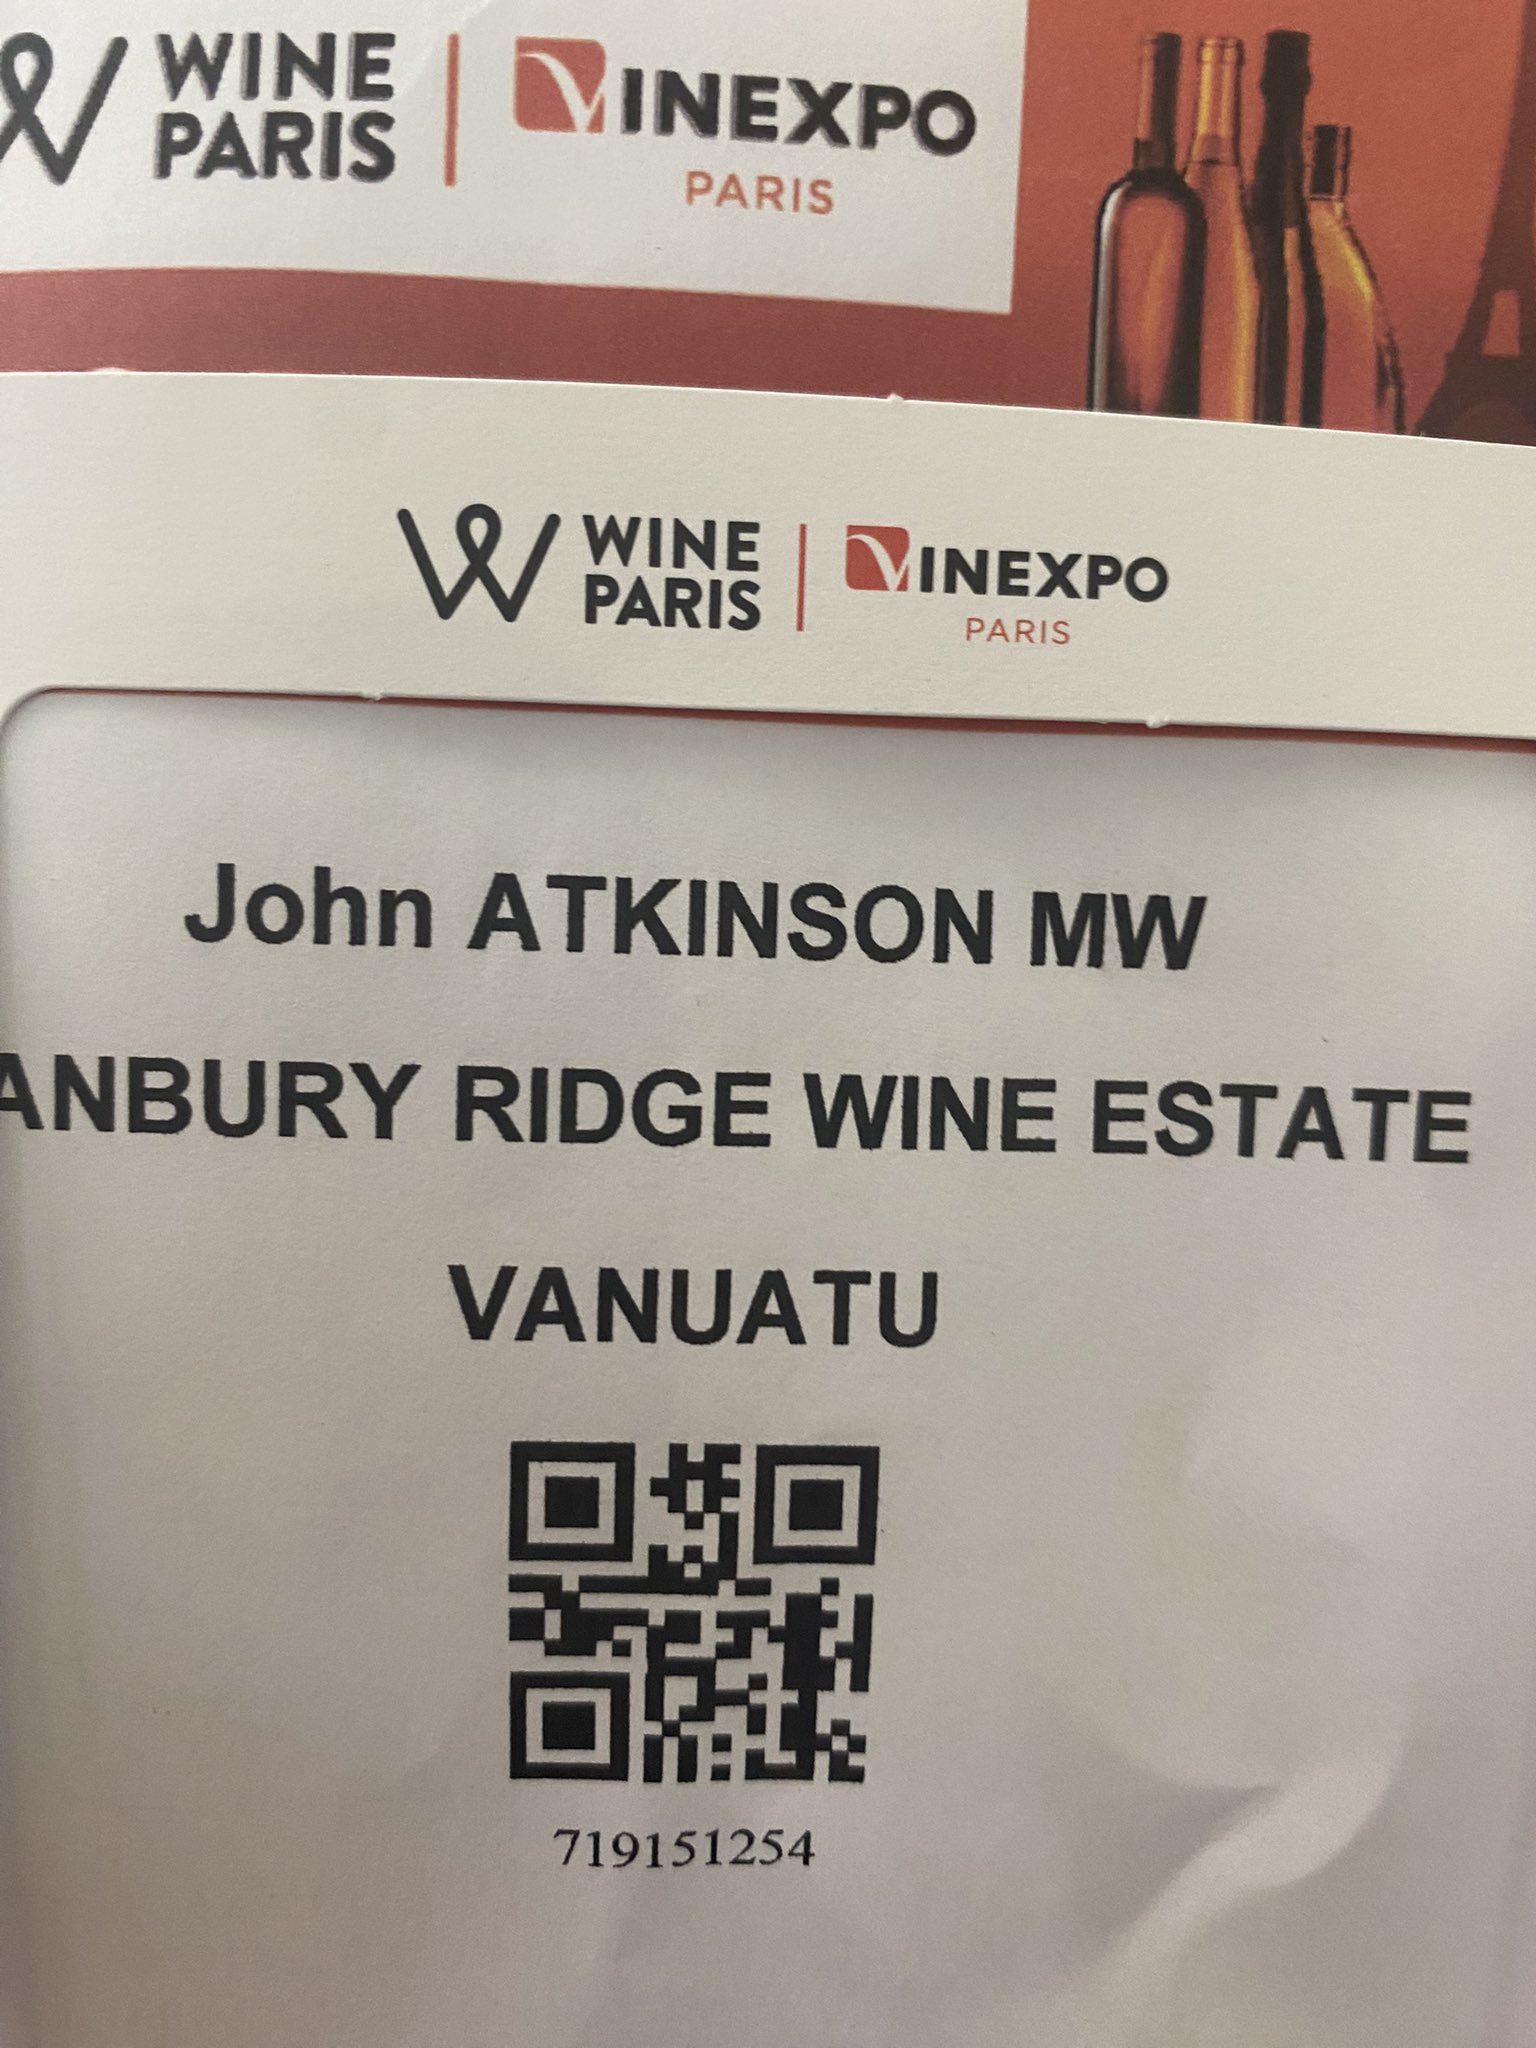 WINE PARIS | VINEXPO PARIS
WINE PARIS | VINEXPO PARIS
John ATKINSON MW
ANBURY RIDGE WINE ESTATE
VANUATU
719151254